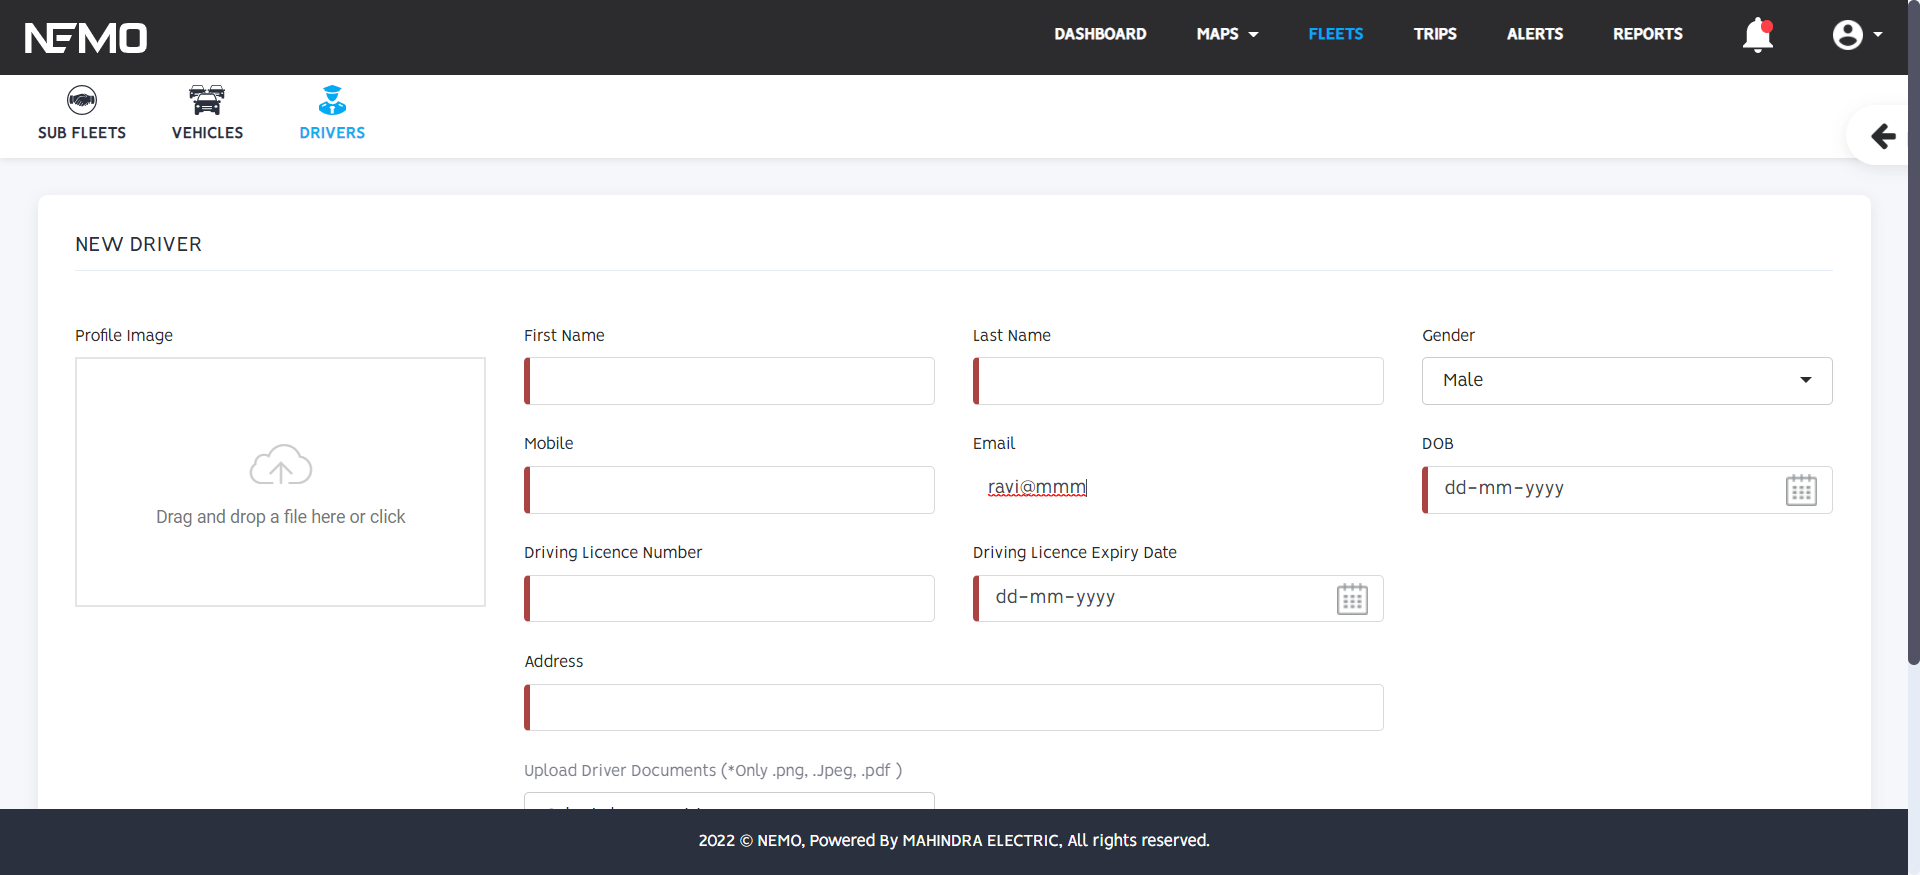 NEMO
DASHBOARD MAPS FLEETS TRIPS ALERTS REPORTS
SUB FLEETS VEHICLES DRIVERS
NEW DRIVER
Profile Image First Name Last Name Gender
Male
Mobile Email DOB
ravi@mmm dd-mm-yyyy
Drag and drop a file here or click
Driving Licence Number Driving Licence Expiry Date
dd-mm-yyyy
Address
Upload Driver Documents (*Only .png, .Jpeg, .pdf )
2022 © NEMO, Powered By MAHINDRA ELECTRIC, All rights reserved.